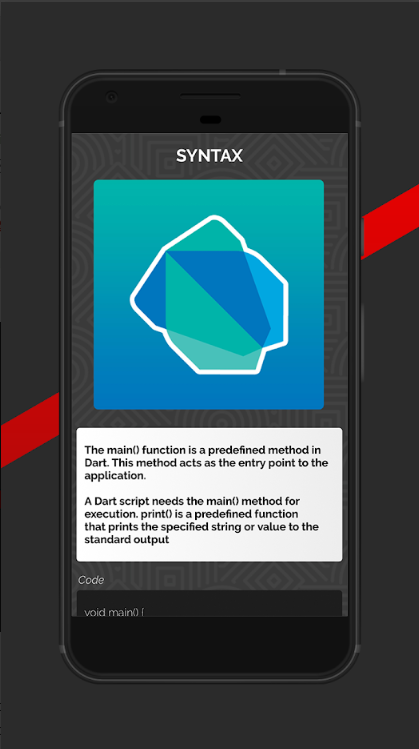 SYNTAX
The main() function is a predefined method in
Dart. This method acts as the entry point to the
application.
A Dart script needs the main() method for
execution. print() is a predefined function
that prints the specified string or value to the
standard output
Code
void main() {